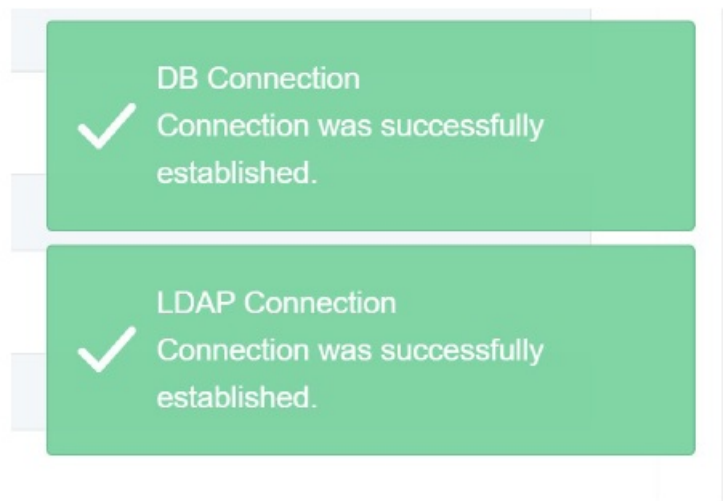 DB Connection
Connection was successfully
established.
LDAP Connection
Connection was successfully
established.